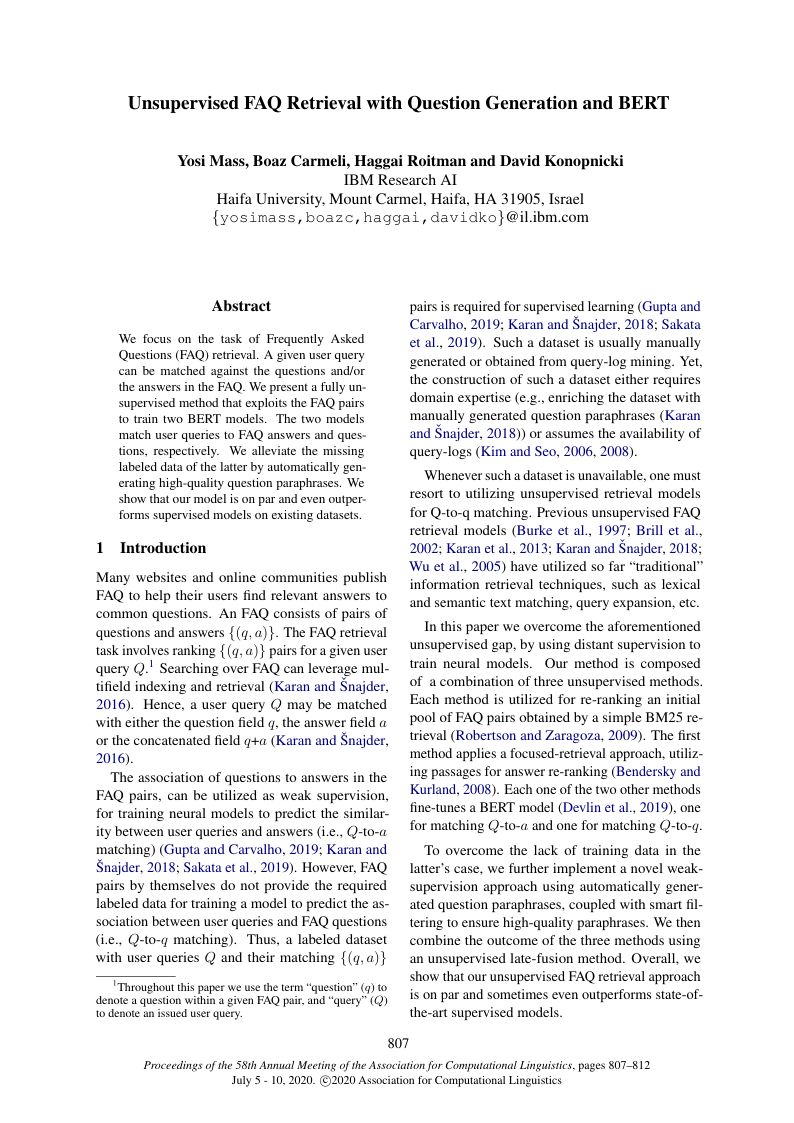 Unsupervised FAQ Retrieval with Question Generation and BERT
Yosi Mass, Boaz Carmeli, Haggai Roitman and David Konopnicki
IBM Research AI
Haifa University, Mount Carmel, Haifa, HA 31905, Israel
{yosimass,boazc,haggai,davidko}@il.ibm.com
Abstract
We focus on the task of Frequently Asked
Questions (FAQ) retrieval. A given user query
can be matched against the questions and/or
the answers in the FAQ. We present a fully un-
supervised method that exploits the FAQ pairs
to train two BERT models. The two models
match user queries to FAQ answers and ques-
tions, respectively. We alleviate the missing
labeled data of the latter by automatically gen-
erating high-quality question paraphrases. We
show that our model is on par and even outper-
forms supervised models on existing datasets.
1 Introduction
Many websites and online communities publish
FAQ to help their users find relevant answers to
common questions. An FAQ consists of pairs of
questions and answers {(q, a)}. The FAQ retrieval
task involves ranking {(q, a)} pairs for a given user
query Q.1 Searching over FAQ can leverage mul-
tifield indexing and retrieval (Karan and Šnajder,
2016). Hence, a user query Q may be matched
with either the question field q, the answer field a
or the concatenated field q+a (Karan and Šnajder,
2016).
The association of questions to answers in the
FAQ pairs, can be utilized as weak supervision,
for training neural models to predict the similar-
ity between user queries and answers (i.e., Q-to-a
matching) (Gupta and Carvalho, 2019; Karan and
Šnajder, 2018; Sakata et al., 2019). However, FAQ
pairs by themselves do not provide the required
labeled data for training a model to predict the as-
sociation between user queries and FAQ questions
(i.e., Q-to-q matching). Thus, a labeled dataset
with user queries Q and their matching {(q, a)}
1Throughout this paper we use the term “question” (q) to
denote a question within a given FAQ pair, and “query” (Q)
to denote an issued user query.
pairs is required for supervised learning (Gupta and
Carvalho, 2019; Karan and Šnajder, 2018; Sakata
et al., 2019). Such a dataset is usually manually
generated or obtained from query-log mining. Yet,
the construction of such a dataset either requires
domain expertise (e.g., enriching the dataset with
manually generated question paraphrases (Karan
and Šnajder, 2018)) or assumes the availability of
query-logs (Kim and Seo, 2006, 2008).
Whenever such a dataset is unavailable, one must
resort to utilizing unsupervised retrieval models
for Q-to-q matching. Previous unsupervised FAQ
retrieval models (Burke et al., 1997; Brill et al.,
2002; Karan et al., 2013; Karan and Šnajder, 2018;
Wu et al., 2005) have utilized so far “traditional”
information retrieval techniques, such as lexical
and semantic text matching, query expansion, etc.
In this paper we overcome the aforementioned
unsupervised gap, by using distant supervision to
train neural models. Our method is composed
of a combination of three unsupervised methods.
Each method is utilized for re-ranking an initial
pool of FAQ pairs obtained by a simple BM25 re-
trieval (Robertson and Zaragoza, 2009). The first
method applies a focused-retrieval approach, utiliz-
ing passages for answer re-ranking (Bendersky and
Kurland, 2008). Each one of the two other methods
fine-tunes a BERT model (Devlin et al., 2019), one
for matching Q-to-a and one for matching Q-to-q.
To overcome the lack of training data in the
latter’s case, we further implement a novel weak-
supervision approach using automatically gener-
ated question paraphrases, coupled with smart fil-
tering to ensure high-quality paraphrases. We then
combine the outcome of the three methods using
an unsupervised late-fusion method. Overall, we
show that our unsupervised FAQ retrieval approach
is on par and sometimes even outperforms state-of-
the-art supervised models.
807
Proceedings of the 58th Annual Meeting of the Association for Computational Linguistics, pages 807–812
July 5 - 10, 2020. ©2020 Association for Computational Linguistics